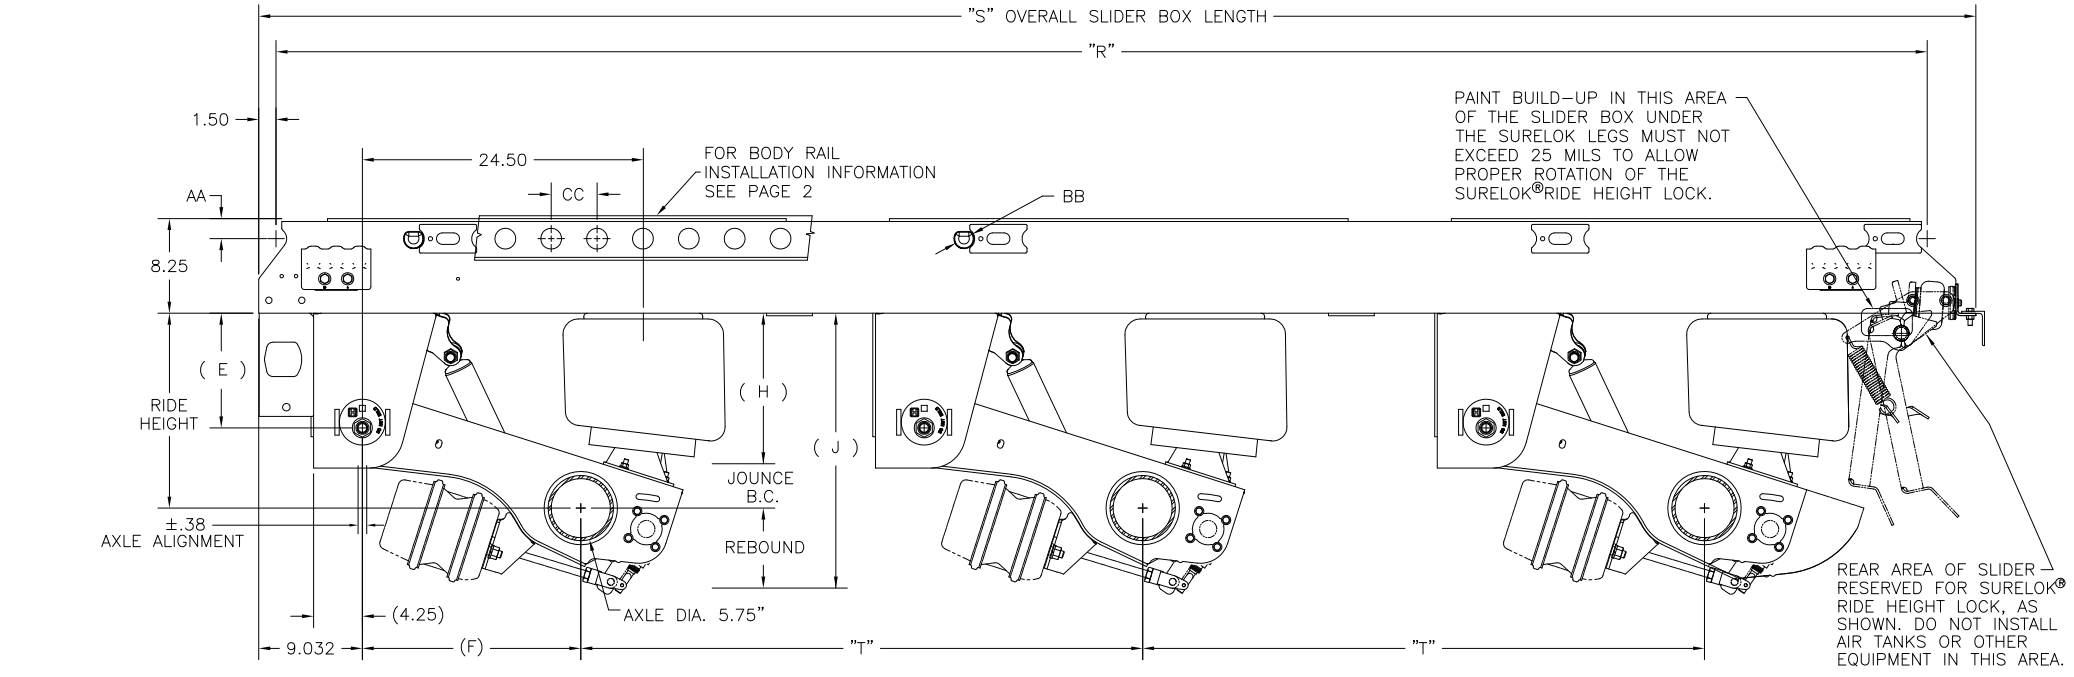 "S" OVERALL SLIDER BOX LENGTH
"R"
PAINT BUILD-UP IN THIS AREA
OF THE SLIDER BOX UNDER
THE SURELOK LEGS MUST NOT
EXCEED 25 MILS TO ALLOW
PROPER ROTATION OF THE
SURELOK® RIDE HEIGHT LOCK.
1.50
24.50
FOR BODY RAIL
INSTALLATION INFORMATION
SEE PAGE 2
AA
CC
BB
8.25
( E )
RIDE
HEIGHT
( H )
( J )
JOUNCE
B.C.
±.38
AXLE ALIGNMENT
REBOUND
REAR AREA OF SLIDER
RESERVED FOR SURELOK®
RIDE HEIGHT LOCK, AS
SHOWN. DO NOT INSTALL
AIR TANKS OR OTHER
EQUIPMENT IN THIS AREA.
(4.25)
AXLE DIA. 5.75"
9.032
(F)
"T"
"T"